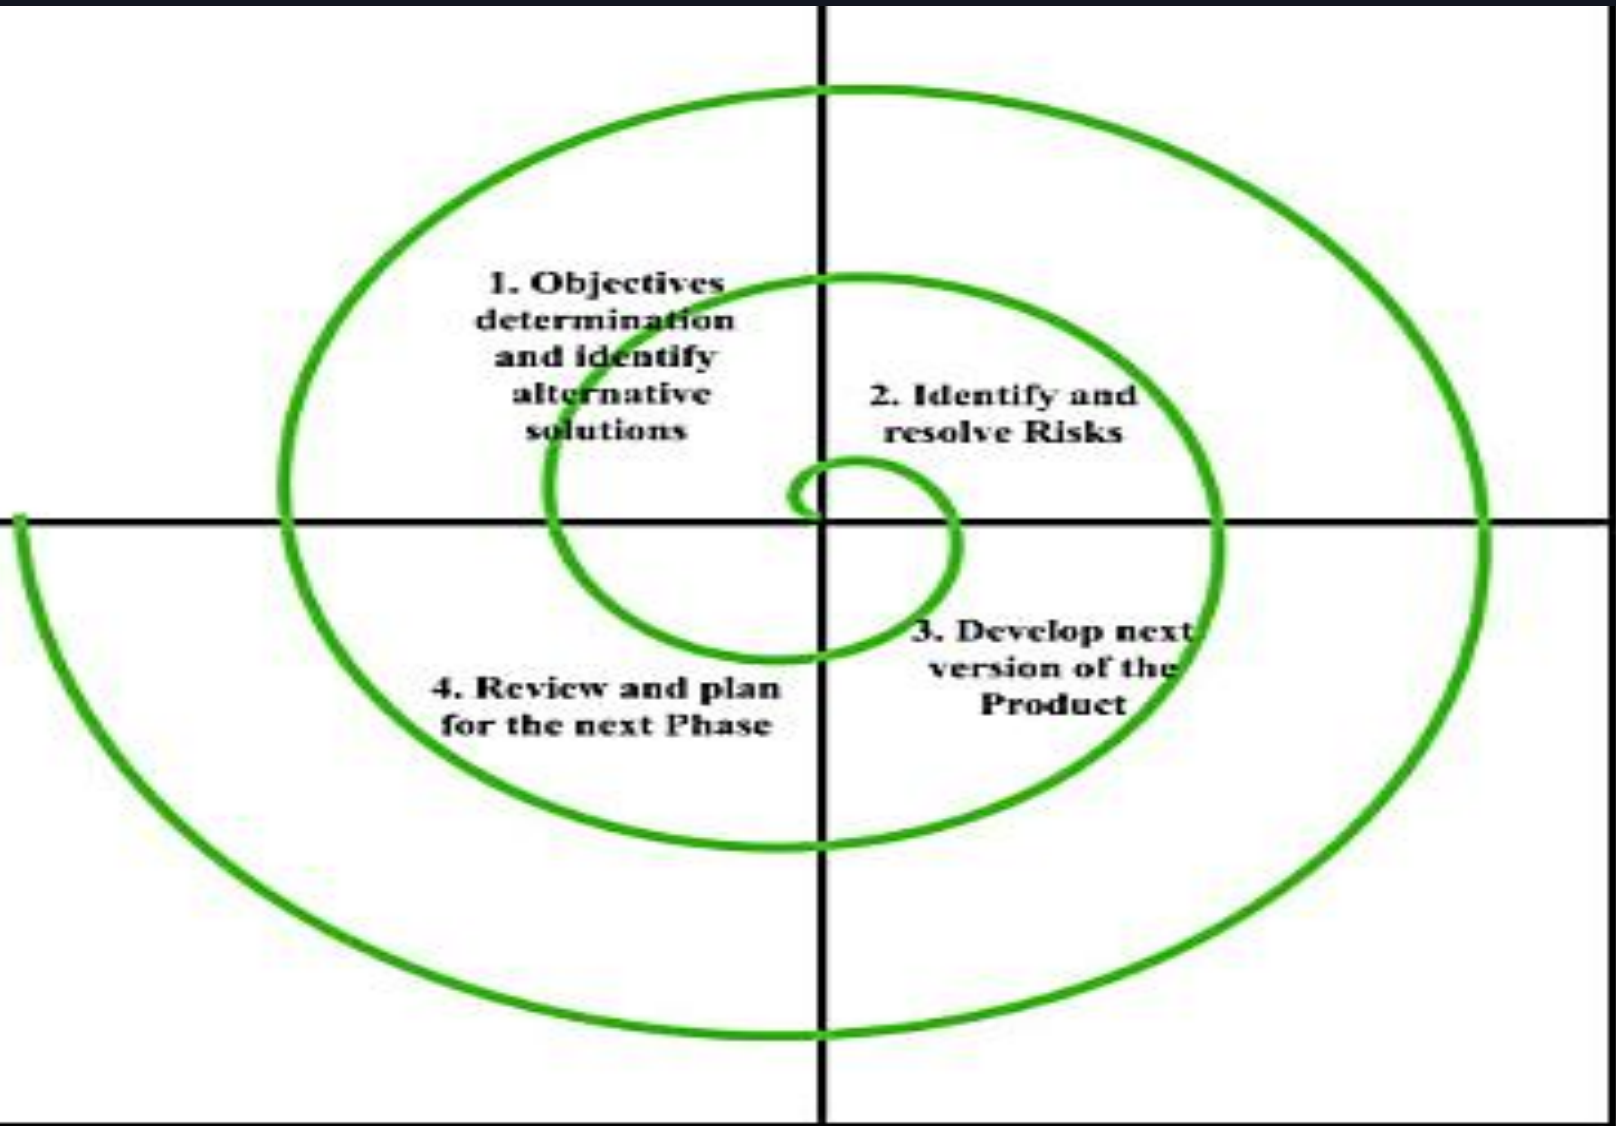 1. Objectives
determination
and identify
alternative
solutions
2. Identify and
resolve Risks
3. Develop next
version of the
Product
4. Review and plan
for the next Phase